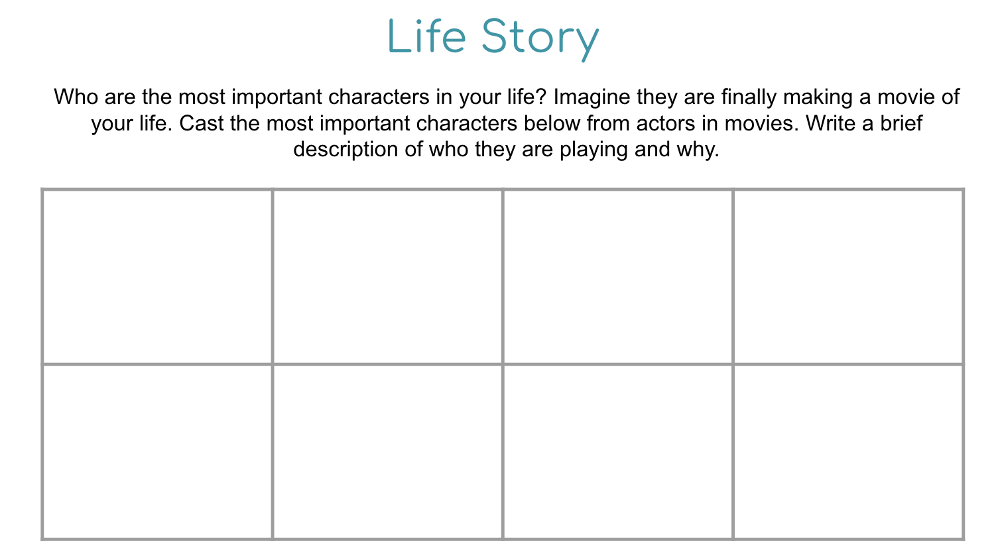 Life Story
Who are the most important characters in your life? Imagine they are finally making a movie of
your life. Cast the most important characters below from actors in movies. Write a brief
description of who they are playing and why.